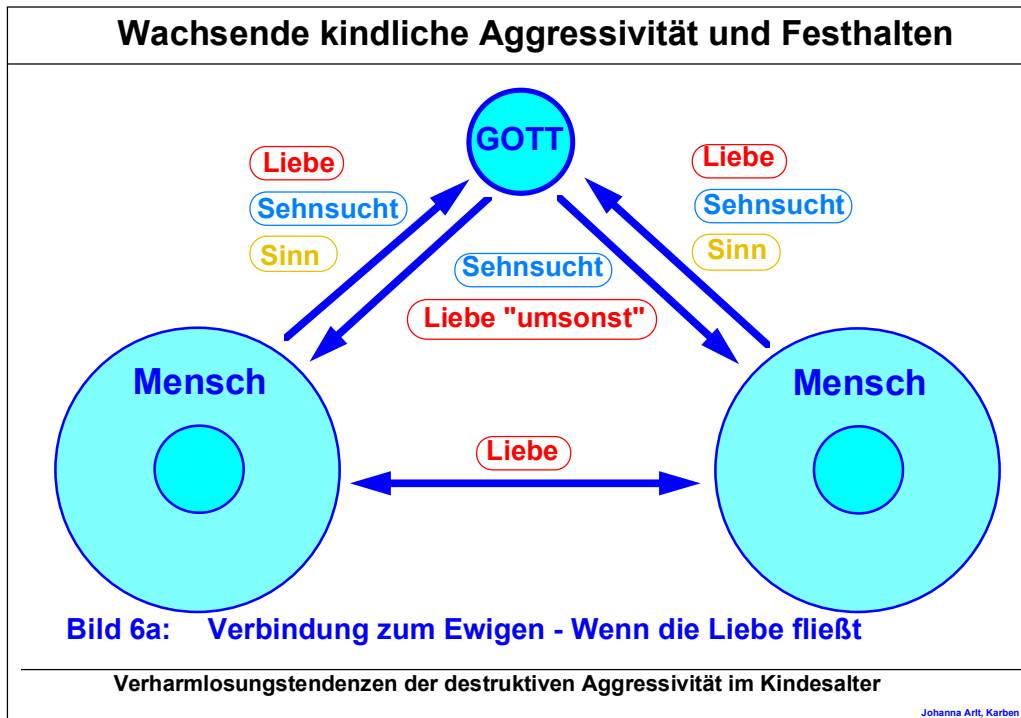 Wachsende kindliche Aggressivität und Festhalten
GOTT
Liebe
Sehnsucht
Sinn
Liebe
Sehnsucht
Sinn
Sehnsucht
Liebe "umsonst"
Mensch
Mensch
Liebe
Bild 6a: Verbindung zum Ewigen - Wenn die Liebe fließt
Verharmlosungstendenzen der destruktiven Aggressivität im Kindesalter
Johanna Arlt, Karben